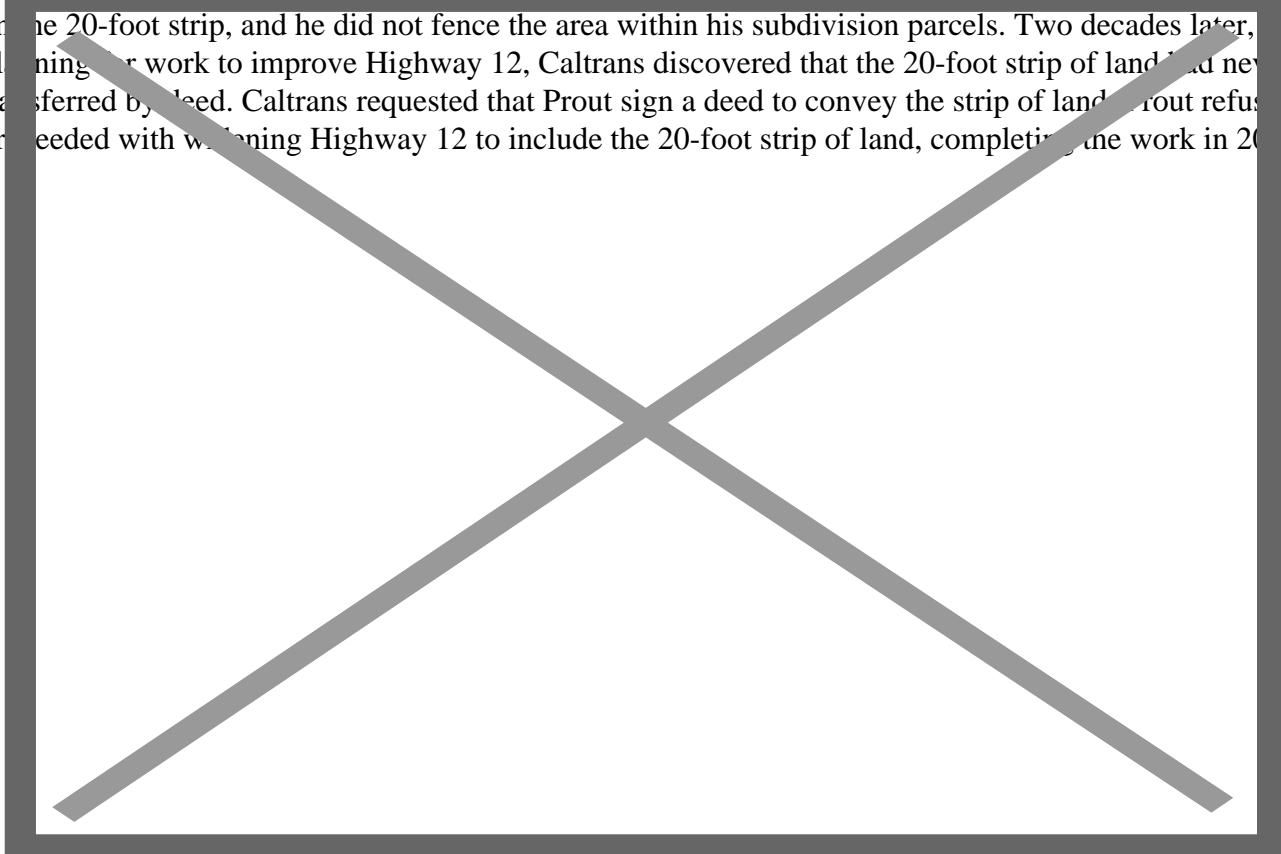 20-foot strip, and he did not fence the area within his subdivision parcels. Two decades later,
work to improve Highway 12, Caltrans discovered that the 20-foot strip of land
by deed. Caltrans requested that Prout sign a deed to convey the strip of land
with Highway 12 to include the 20-foot strip of land, completing the work in